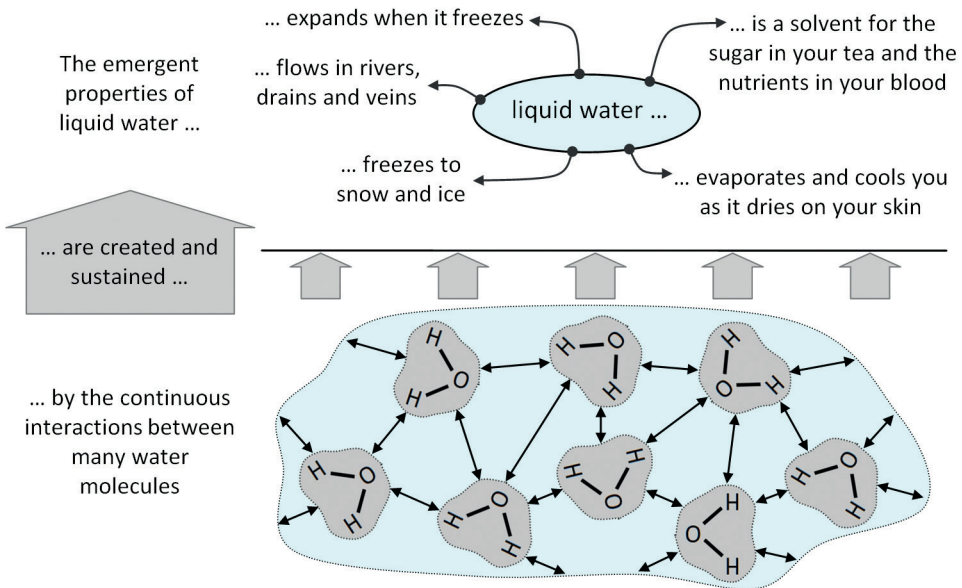 The emergent
properties of
liquid water ...
... expands when it freezes
... flows in rivers,
drains and veins
liquid water ...
... is a solvent for the
sugar in your tea and the
nutrients in your blood
... freezes to
snow and ice
... evaporates and cools you
as it dries on your skin
... are created and
sustained ...
... by the continuous
interactions between
many water
molecules
H
H
O
H
O
H
H
O
H
H
O
H
H
O
H
H
H
O
H
O
H
H
O
H